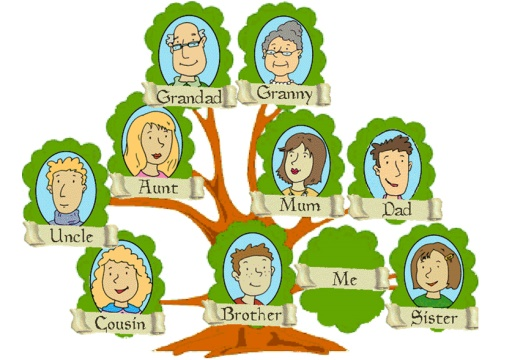 Grandad
Granny
Aunt
Mum
Dad
Uncle
Cousin
Brother
Me
Sister